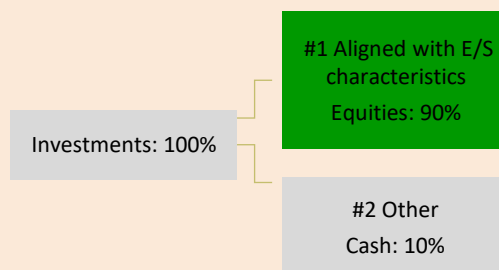 #1 Aligned with E/S
characteristics
Equities: 90%
Investments: 100%
#2 Other
Cash: 10%